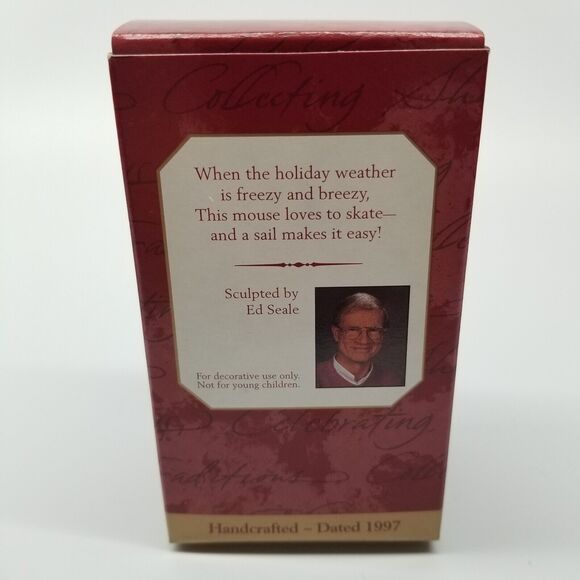 Collecting
When the holiday weather
is freezy and breezy,
This mouse loves to skate—
and a sail makes it easy!
Sculpted by
Ed Seale
For decorative use only.
Not for young children.
Celebrating
Traditions
Handcrafted ~ Dated 1997